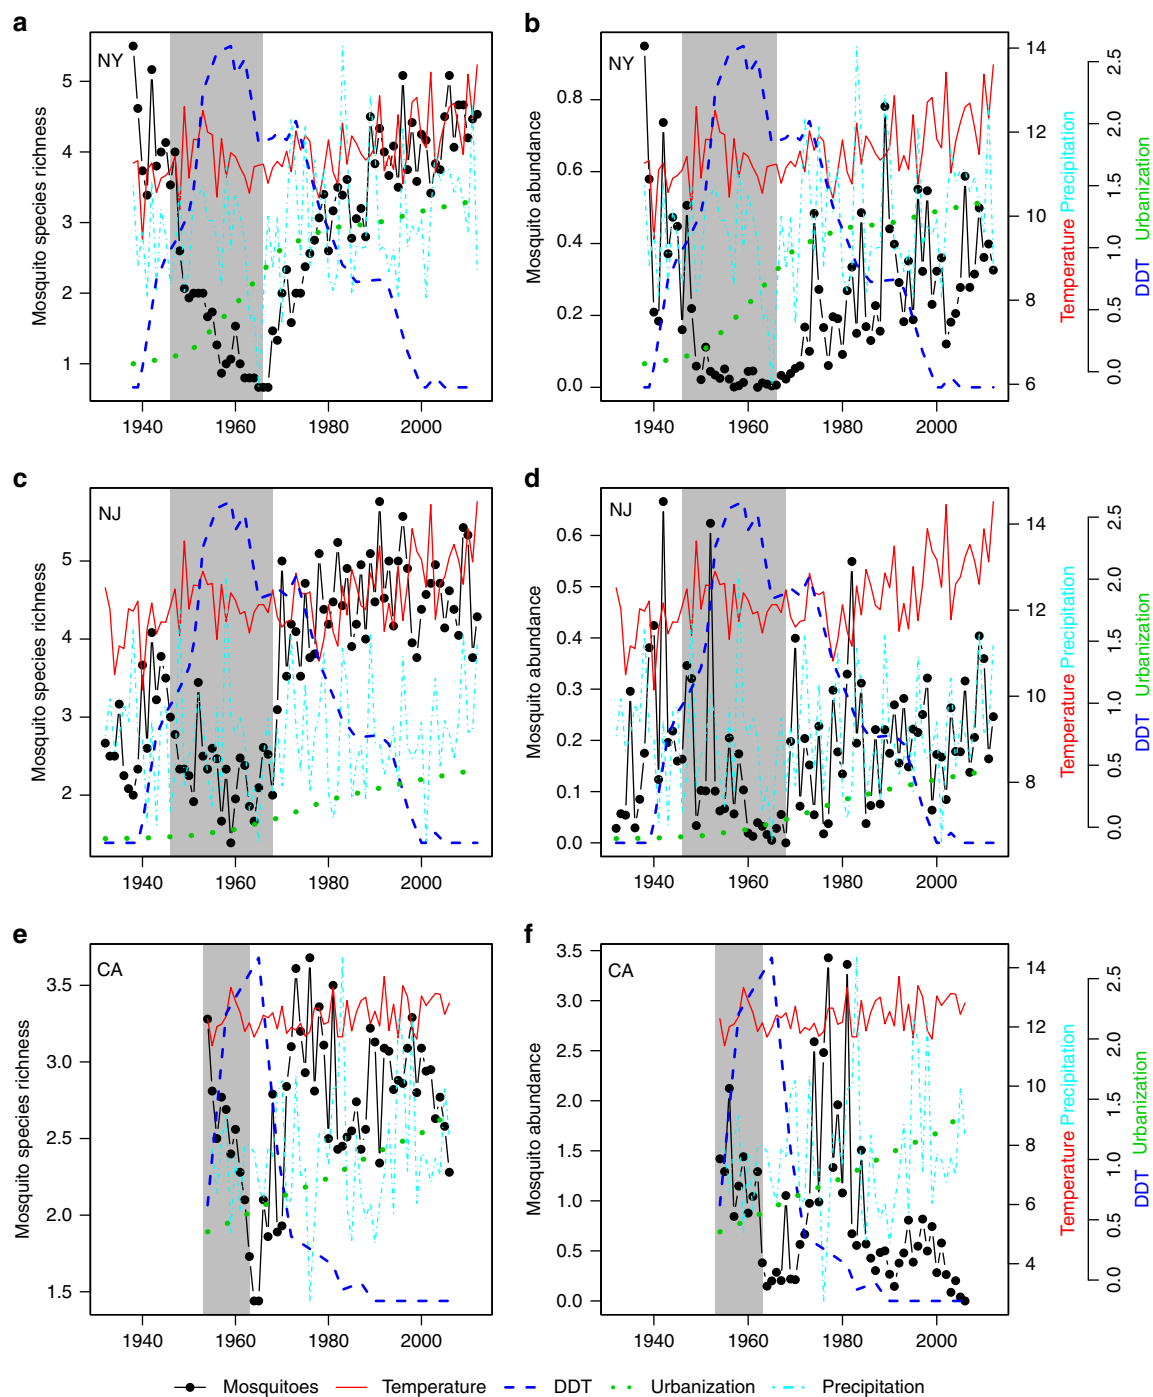 a
b
NY
NY
5
4
3
2
1
Mosquito species richness
1940 1960 1980 2000
0.8
0.6
0.4
0.2
0.0
Mosquito abundance
1940 1960 1980 2000
14
12
10
8
6
Temperature Precipitation
2.5
2.0
1.5
1.0
0.5
0.0
DDT Urbanization
c
d
NJ
NJ
5
4
3
2
Mosquito species richness
1940 1960 1980 2000
0.6
0.5
0.4
0.3
0.2
0.1
0.0
Mosquito abundance
1940 1960 1980 2000
14
12
10
8
Temperature Precipitation
2.5
2.0
1.5
1.0
0.5
0.0
DDT Urbanization
e
f
CA
CA
3.5
3.0
2.5
2.0
1.5
Mosquito species richness
1940 1960 1980 2000
3.5
3.0
2.5
2.0
1.5
1.0
0.5
0.0
Mosquito abundance
1940 1960 1980 2000
14
12
10
8
6
4
Temperature Precipitation
2.5
2.0
1.5
1.0
0.5
0.0
DDT Urbanization
Mosquitoes Temperature DDT Urbanization Precipitation